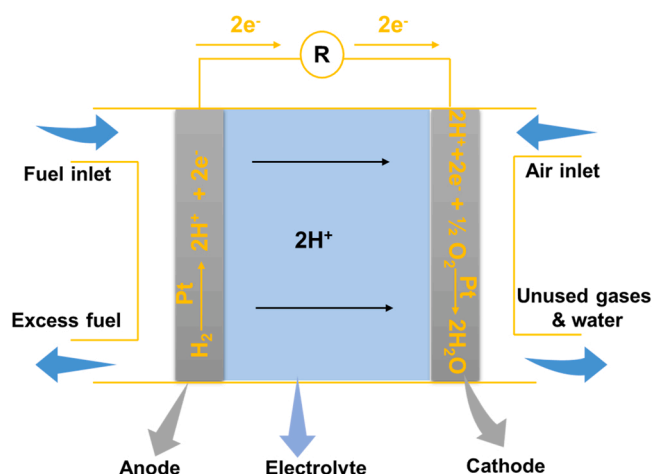 2e⁻
2e⁻
R
Fuel inlet
Air inlet
H₂ Pt 2H⁺ + 2e⁻
2H⁺
2H⁺+2e⁻ + ½ O₂ Pt 2H₂O
Excess fuel
Unused gases
& water
Anode
Electrolyte
Cathode